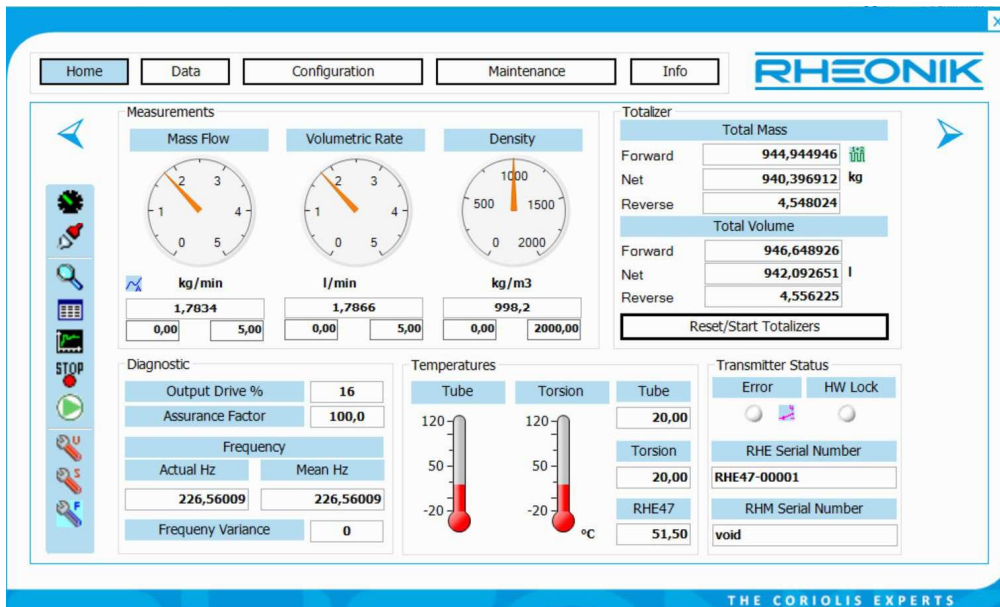 Home Data Configuration Maintenance Info
RHEONIK
Measurements
Mass Flow Volumetric Rate Density
0 1 2 3 4 5
0 1 2 3 4 5
0 500 1000 1500 2000
kg/min l/min kg/m3
1,7834 1,7866 998,2
0,00 5,00 0,00 5,00 0,00 2000,00
Totalizer
Total Mass
Forward 944,944946
Net 940,396912 kg
Reverse 4,548024
Total Volume
Forward 946,648926
Net 942,092651 l
Reverse 4,556225
Reset/Start Totalizers
STOP
U
S
F
Diagnostic
Output Drive % 16
Assurance Factor 100,0
Frequency
Actual Hz Mean Hz
226,56009 226,56009
Frequeny Variance 0
Temperatures
Tube Torsion Tube
120 120 20,00
50 50 Torsion
20,00
-20 -20 RHE47
°C 51,50
Transmitter Status
Error HW Lock
RHE Serial Number
RHE47-00001
RHM Serial Number
void
THE CORIOLIS EXPERTS